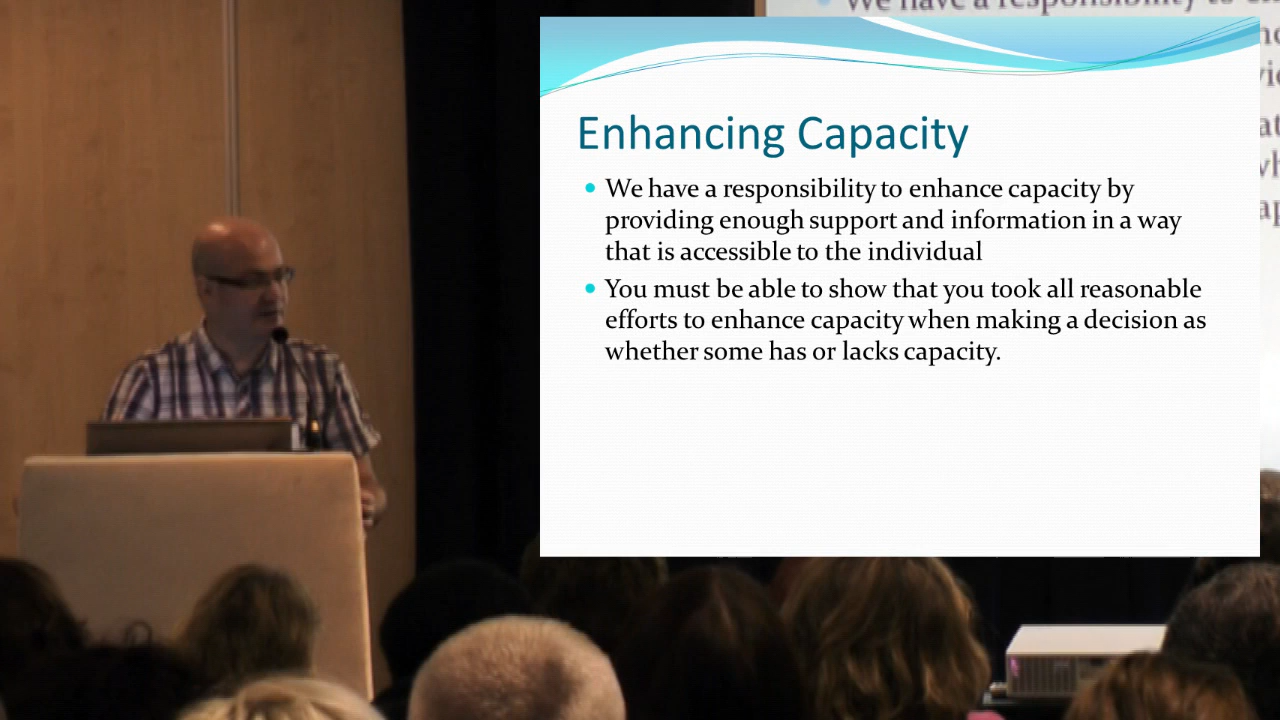 We have a responsibility to
Enhancing Capacity
We have a responsibility to enhance capacity by
providing enough support and information in a way
that is accessible to the individual
You must be able to show that you took all reasonable
efforts to enhance capacity when making a decision as
whether some has or lacks capacity.